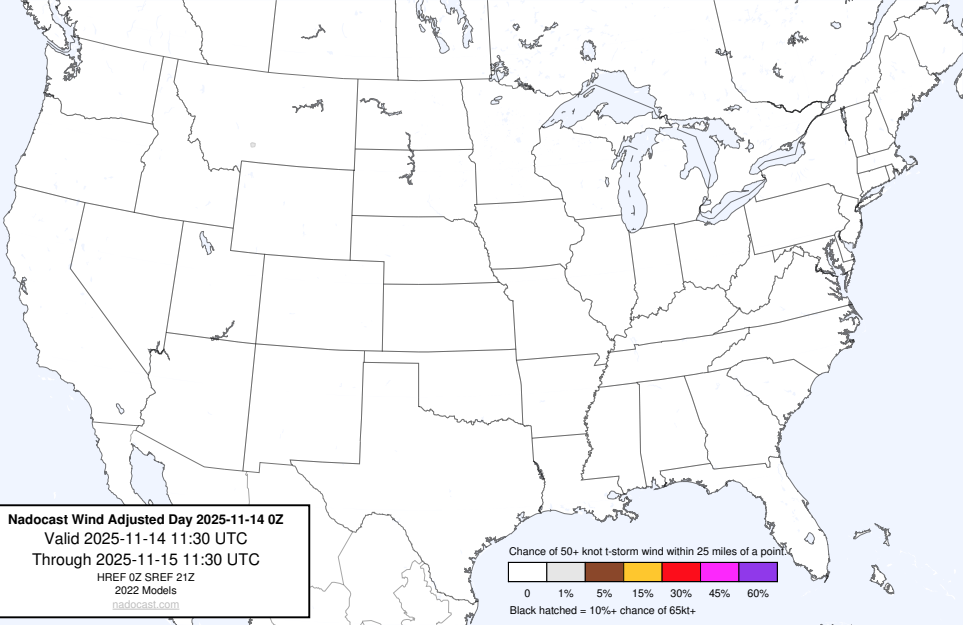 Nadocast Wind Adjusted Day 2025-11-14 0Z
Valid 2025-11-14 11:30 UTC
Through 2025-11-15 11:30 UTC
HREF 0Z SREF 21Z
2022 Models
nadocast.com
Chance of 50+ knot t-storm wind within 25 miles of a point.
0 1% 5% 15% 30% 45% 60%
Black hatched = 10%+ chance of 65kt+